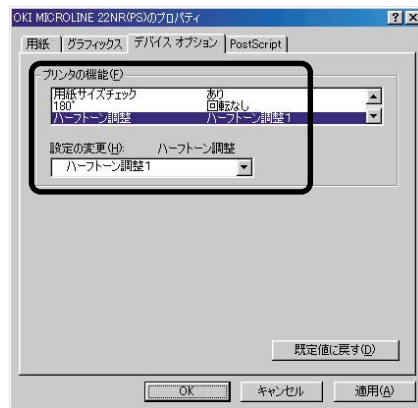 OKI MICROLINE 22NR(PS)のプロパティ
用紙 グラフィックス デバイス オプション PostScript
プリンタの機能(F)
用紙サイズチェック あり
180° 回転なし
ハーフトーン調整 ハーフトーン調整1
設定の変更(H): ハーフトーン調整
ハーフトーン調整1
既定値に戻す(D)
OK キャンセル 適用(A)